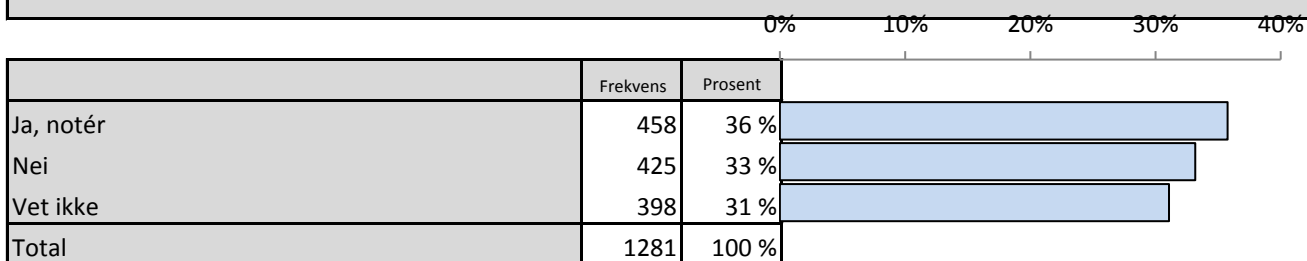 0% 10% 20% 30% 40%
Frekvens Prosent
Ja, notér 458 36 %
Nei 425 33 %
Vet ikke 398 31 %
Total 1281 100 %